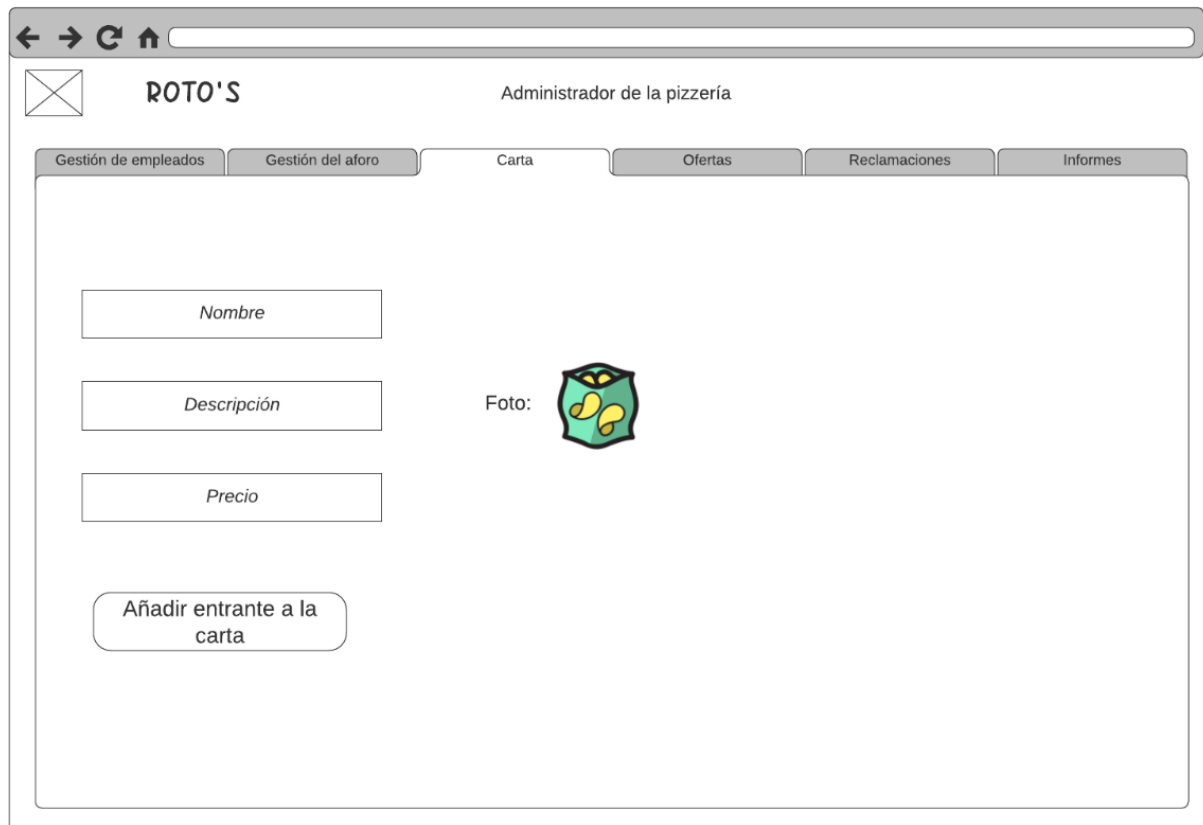 ROTO'S
Administrador de la pizzería
Gestión de empleados
Gestión del aforo
Carta
Ofertas
Reclamaciones
Informes
Nombre
Descripción
Foto:
Precio
Añadir entrante a la
carta